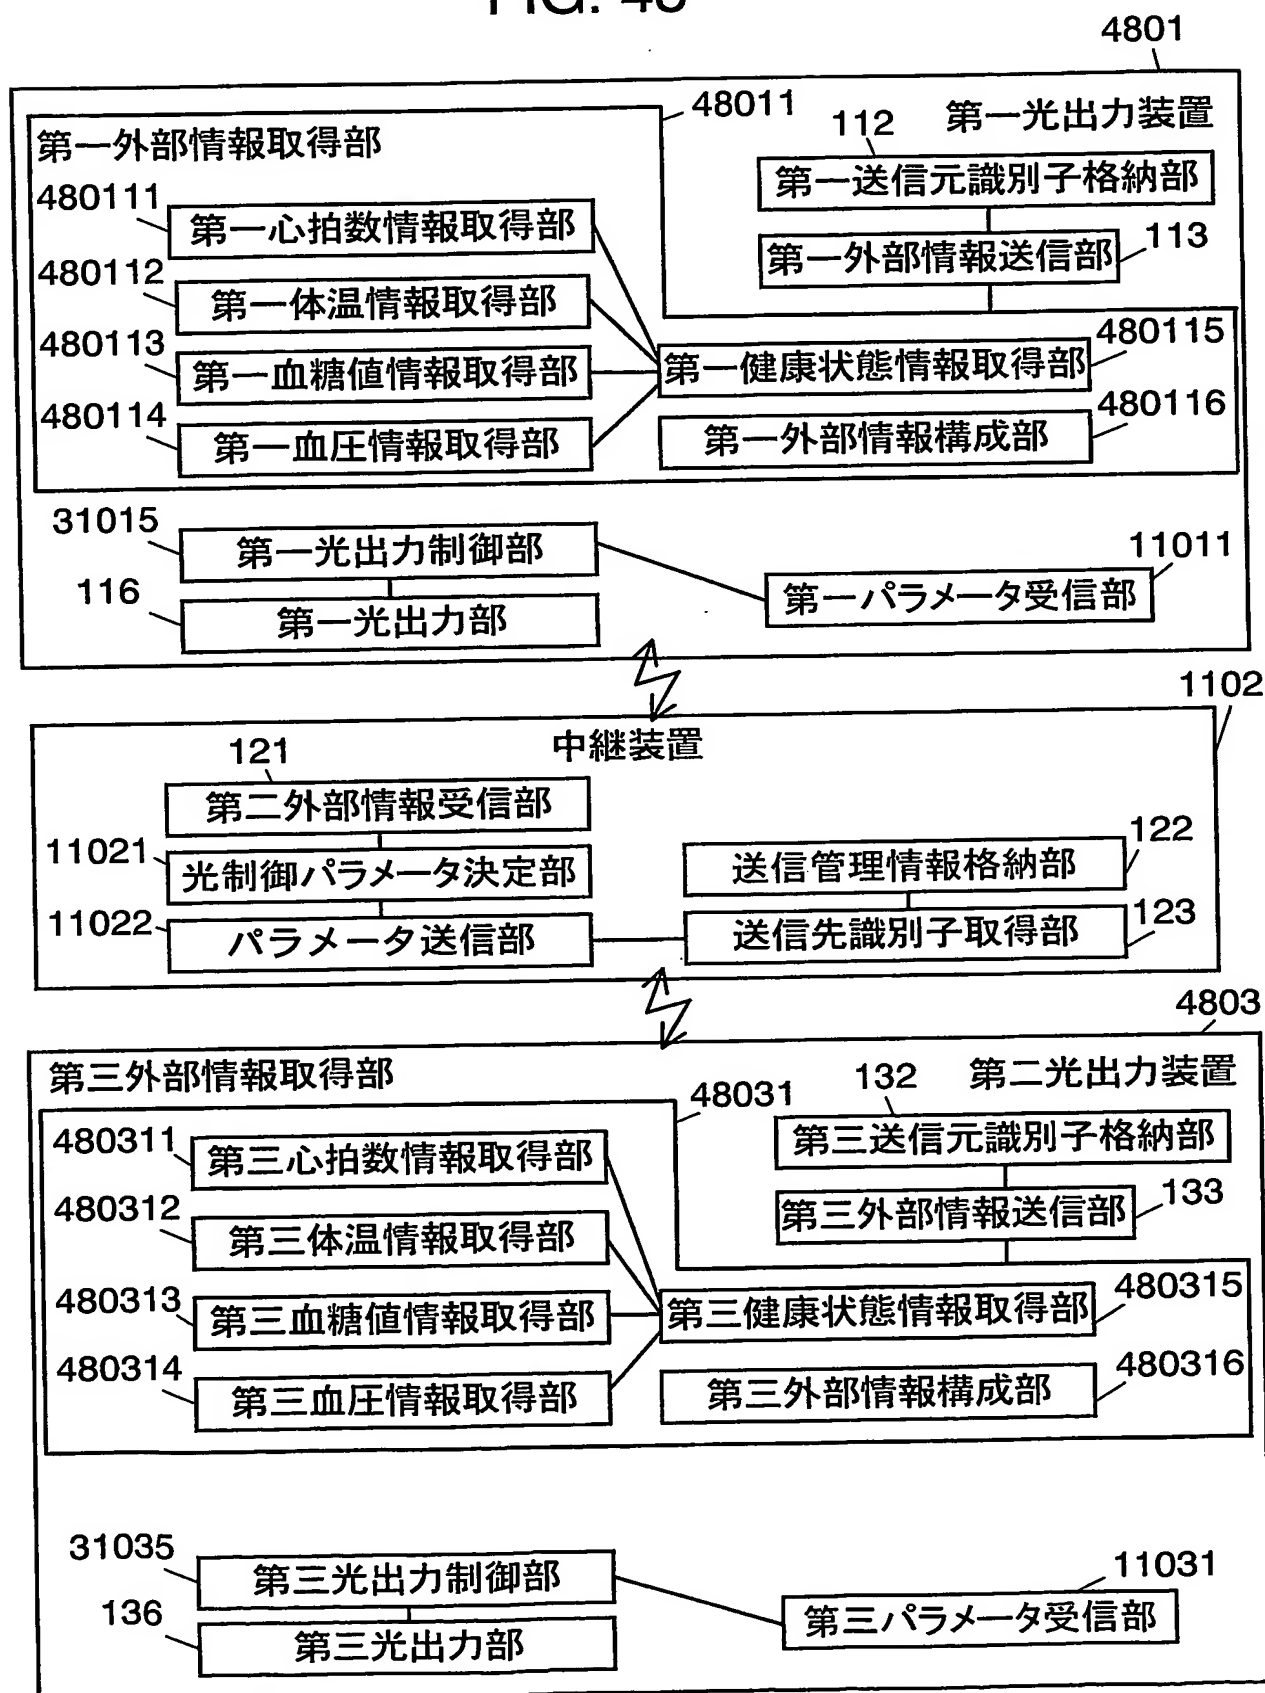 4801
48011
第一光出力装置
第一外部情報取得部
112
第一送信元識別子格納部
480111
第一心拍数情報取得部
第一外部情報送信部
113
480112
第一体温情報取得部
480113
第一血糖値情報取得部
第一健康状態情報取得部
480115
480114
第一血圧情報取得部
第一外部情報構成部
480116
31015
第一光出力制御部
11011
116
第一光出力部
第一パラメータ受信部
1102
中継装置
121
第二外部情報受信部
11021
光制御パラメータ決定部
送信管理情報格納部
122
11022
パラメータ送信部
送信先識別子取得部
123
4803
第三外部情報取得部
132
第二光出力装置
48031
第三送信元識別子格納部
480311
第三心拍数情報取得部
第三外部情報送信部
133
480312
第三体温情報取得部
480313
第三血糖値情報取得部
第三健康状態情報取得部
480315
480314
第三血圧情報取得部
第三外部情報構成部
480316
31035
第三光出力制御部
11031
136
第三光出力部
第三パラメータ受信部